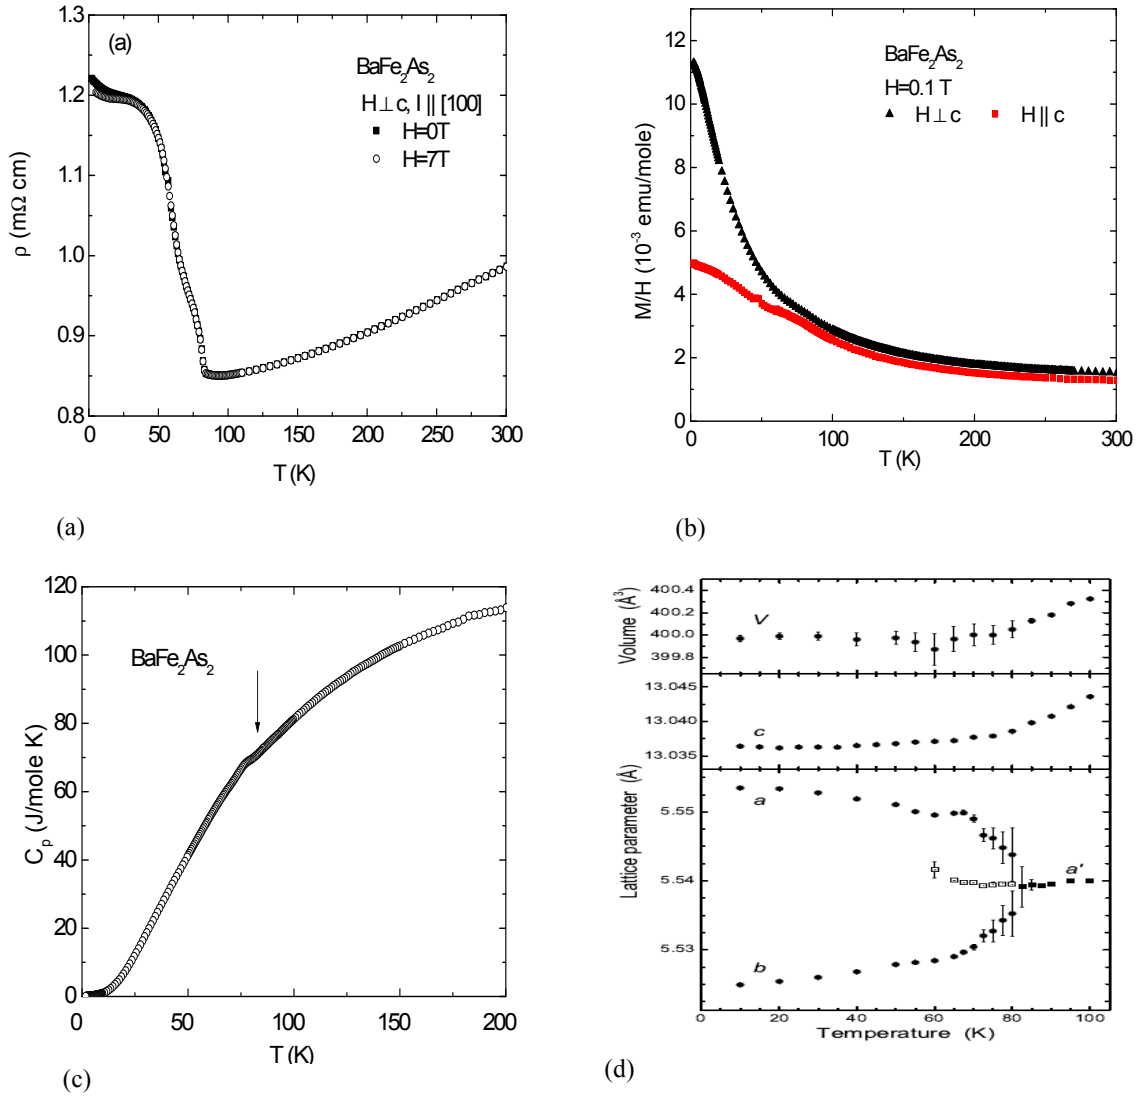 1.3
1.2
1.1
1.0
0.9
0.8
ρ (mΩ cm)
(a)
BaFe₂As₂
H⊥c, I || [100]
H=0T
H=7T
0 50 100 150 200 250 300
T (K)
(a)
12
10
8
6
4
2
0
M/H (10⁻³ emu/mole)
BaFe₂As₂
H=0.1 T
H⊥c H || c
0 100 200 300
T (K)
(b)
120
100
80
60
40
20
0
Cₚ (J/mole K)
BaFe₂As₂
0 50 100 150 200
T (K)
(c)
Volume (Å³)
400.4
400.2
400.0
399.8
V
13.045
13.040
13.035
c
Lattice parameter (Å)
5.55
5.54
5.53
a
a'
b
0 20 40 60 80 100
Temperature (K)
(d)